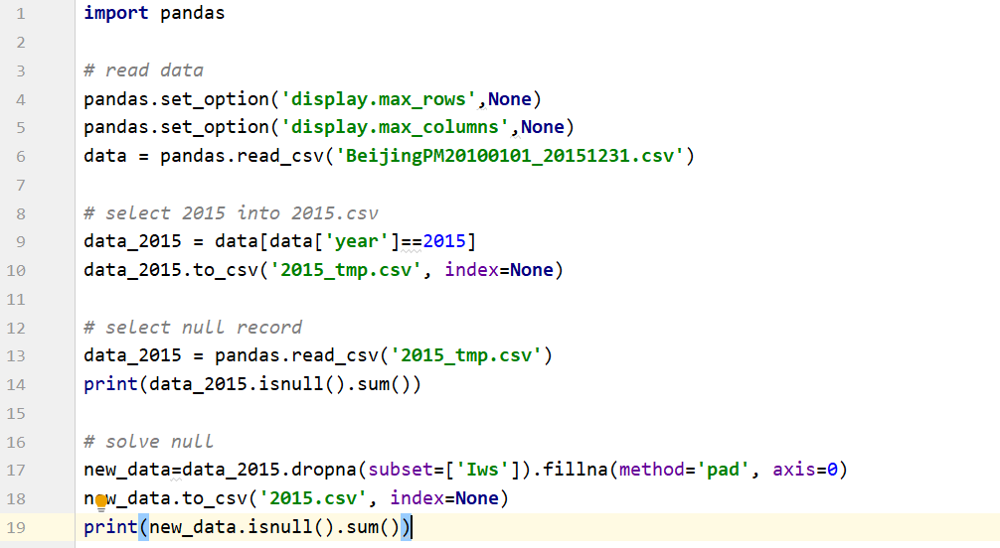 1 import pandas
2
3 # read data
4 pandas.set_option('display.max_rows',None)
5 pandas.set_option('display.max_columns',None)
6 data = pandas.read_csv('BeijingPM20100101_20151231.csv')
7
8 # select 2015 into 2015.csv
9 data_2015 = data[data['year']==2015]
10 data_2015.to_csv('2015_tmp.csv', index=None)
11
12 # select null record
13 data_2015 = pandas.read_csv('2015_tmp.csv')
14 print(data_2015.isnull().sum())
15
16 # solve null
17 new_data=data_2015.dropna(subset=['Iws']).fillna(method='pad', axis=0)
18 new_data.to_csv('2015.csv', index=None)
19 print(new_data.isnull().sum())